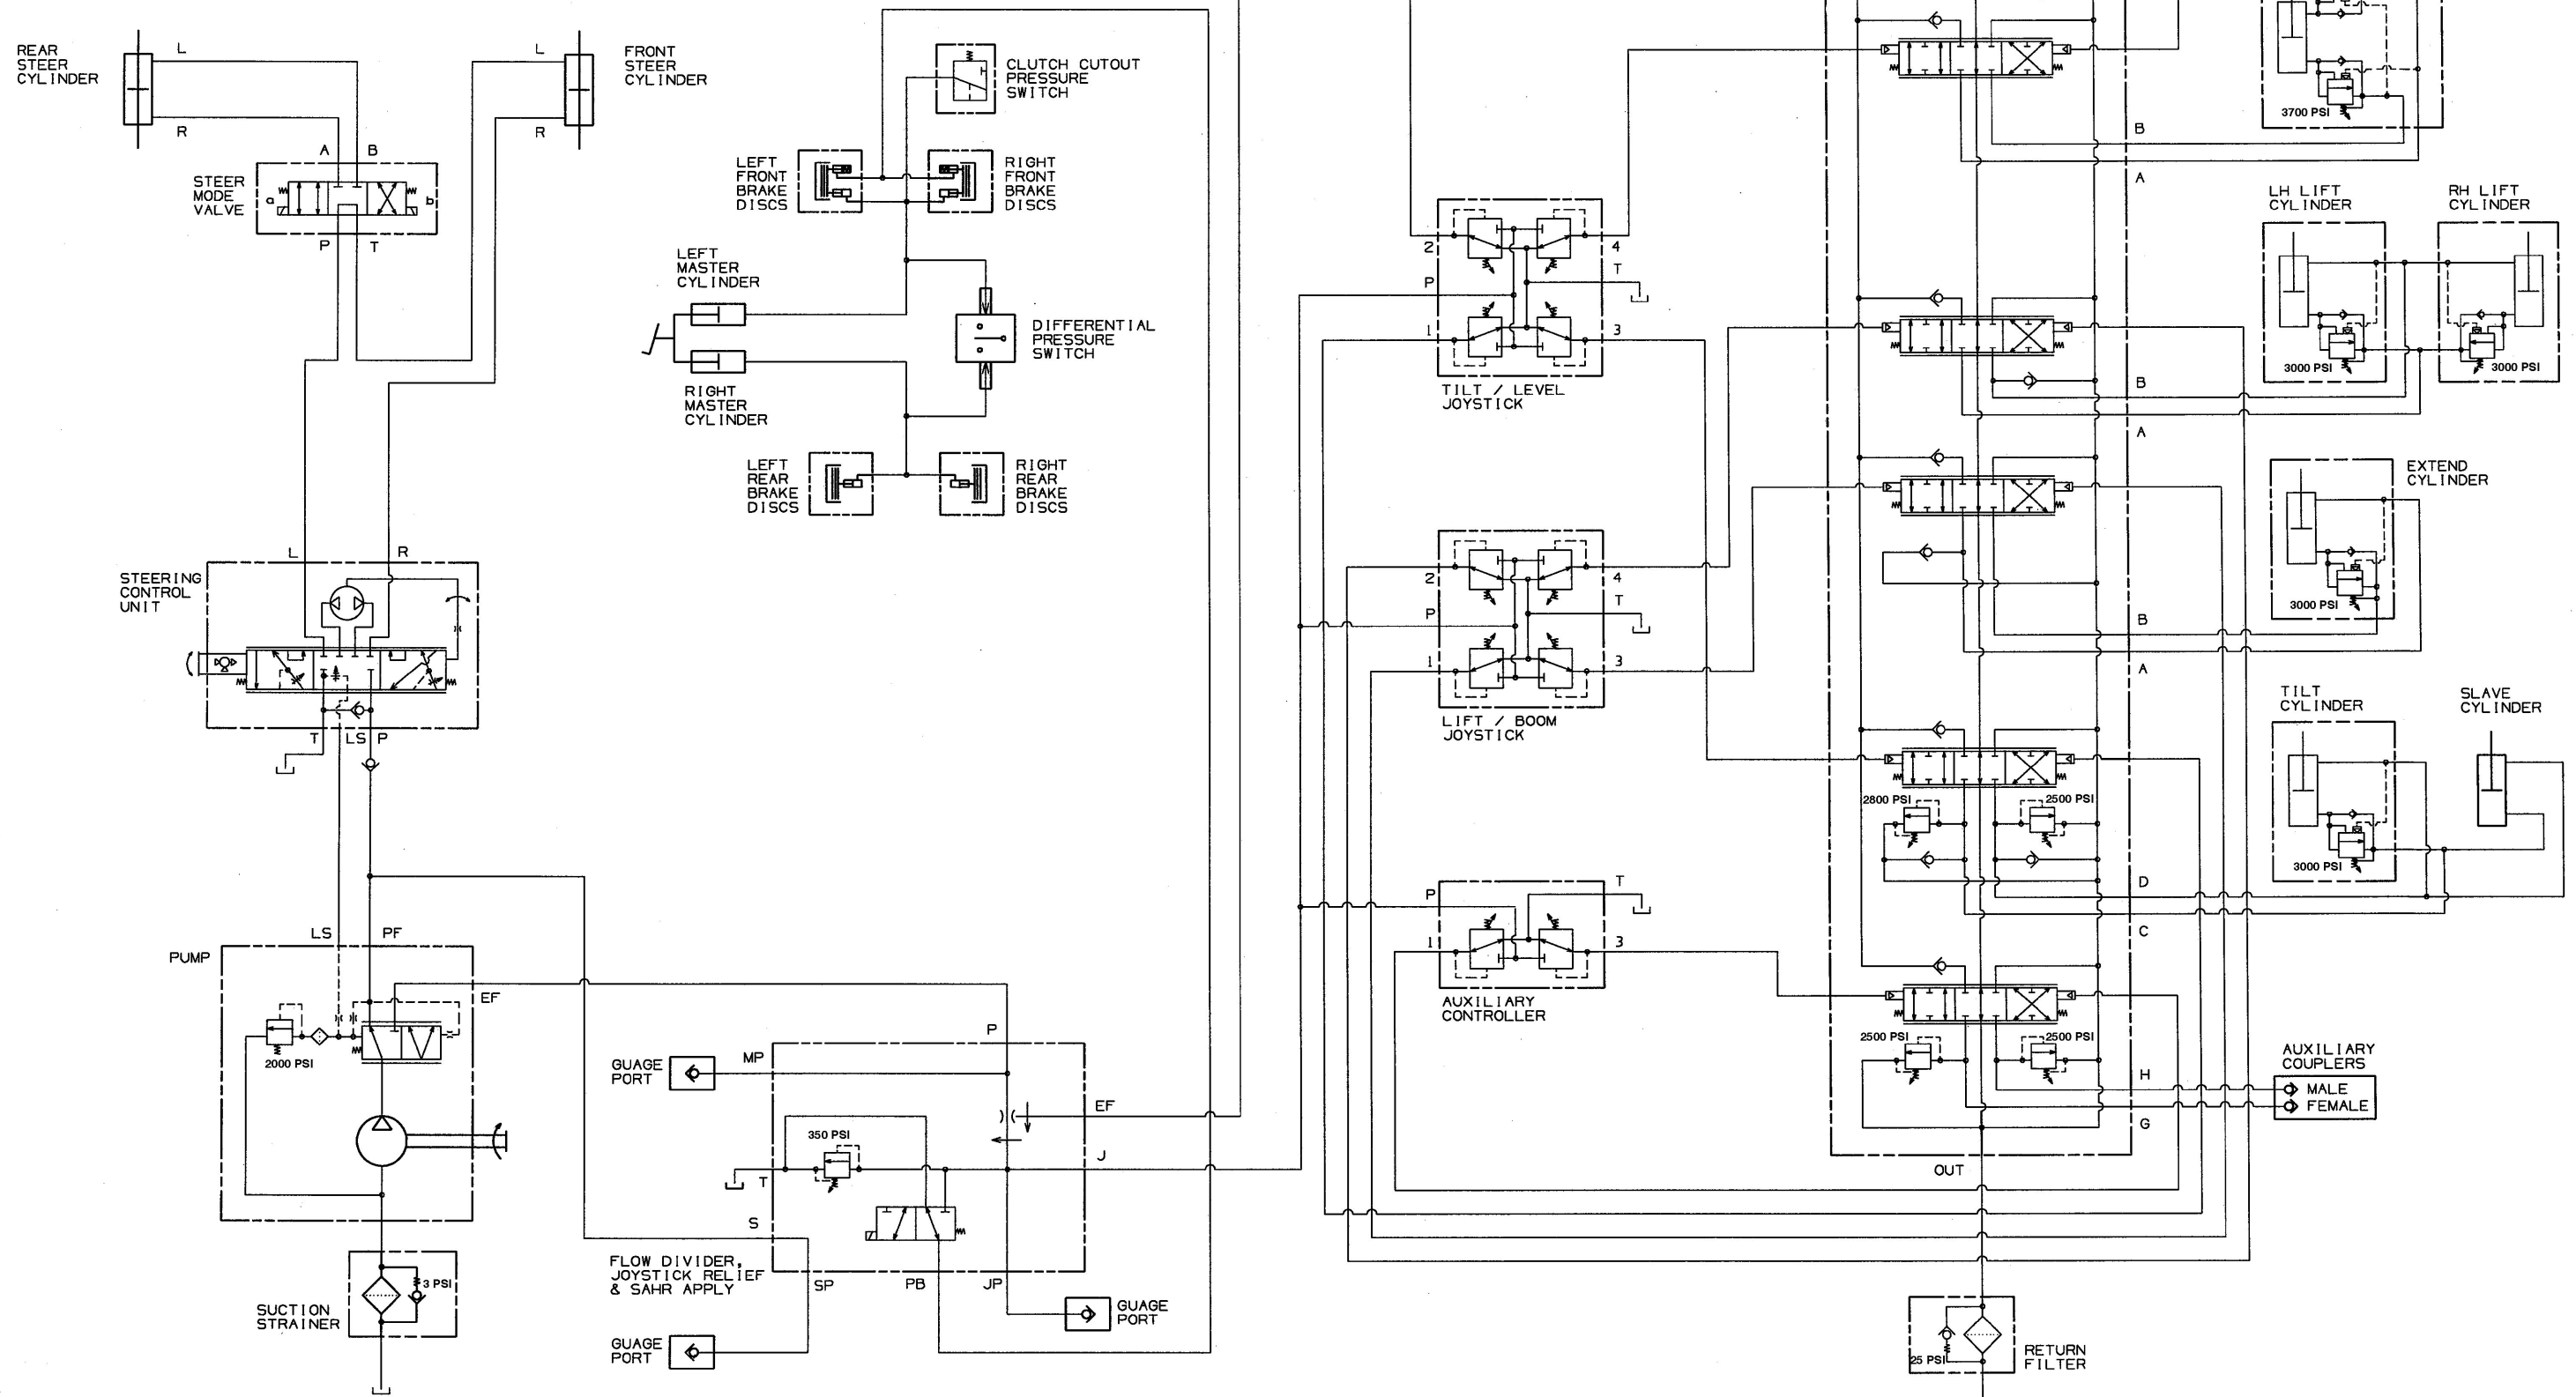 REAR
STEER
CYLINDER
L
R
L
R
FRONT
STEER
CYLINDER
A
B
STEER
MODE
VALVE
a
b
P
T
CLUTCH CUTOUT
PRESSURE
SWITCH
LEFT
FRONT
BRAKE
DISCS
RIGHT
FRONT
BRAKE
DISCS
LEFT
MASTER
CYLINDER
RIGHT
MASTER
CYLINDER
DIFFERENTIAL
PRESSURE
SWITCH
LEFT
REAR
BRAKE
DISCS
RIGHT
REAR
BRAKE
DISCS
L
R
STEERING
CONTROL
UNIT
T
LS
P
LS
PF
PUMP
EF
2000 PSI
3 PSI
SUCTION
STRAINER
GUAGE
PORT
MP
P
EF
350 PSI
J
T
S
FLOW DIVIDER,
JOYSTICK RELIEF
& SAHR APPLY
SP
PB
JP
GUAGE
PORT
GUAGE
PORT
2
4
T
P
1
3
TILT / LEVEL
JOYSTICK
2
4
T
P
1
3
LIFT / BOOM
JOYSTICK
P
T
1
3
AUXILIARY
CONTROLLER
B
A
B
A
B
A
2800 PSI
2500 PSI
D
C
2500 PSI
2500 PSI
H
G
OUT
25 PSI
RETURN
FILTER
3700 PSI
LH LIFT
CYLINDER
RH LIFT
CYLINDER
3000 PSI
3000 PSI
EXTEND
CYLINDER
3000 PSI
TILT
CYLINDER
SLAVE
CYLINDER
3000 PSI
AUXILIARY
COUPLERS
MALE
FEMALE